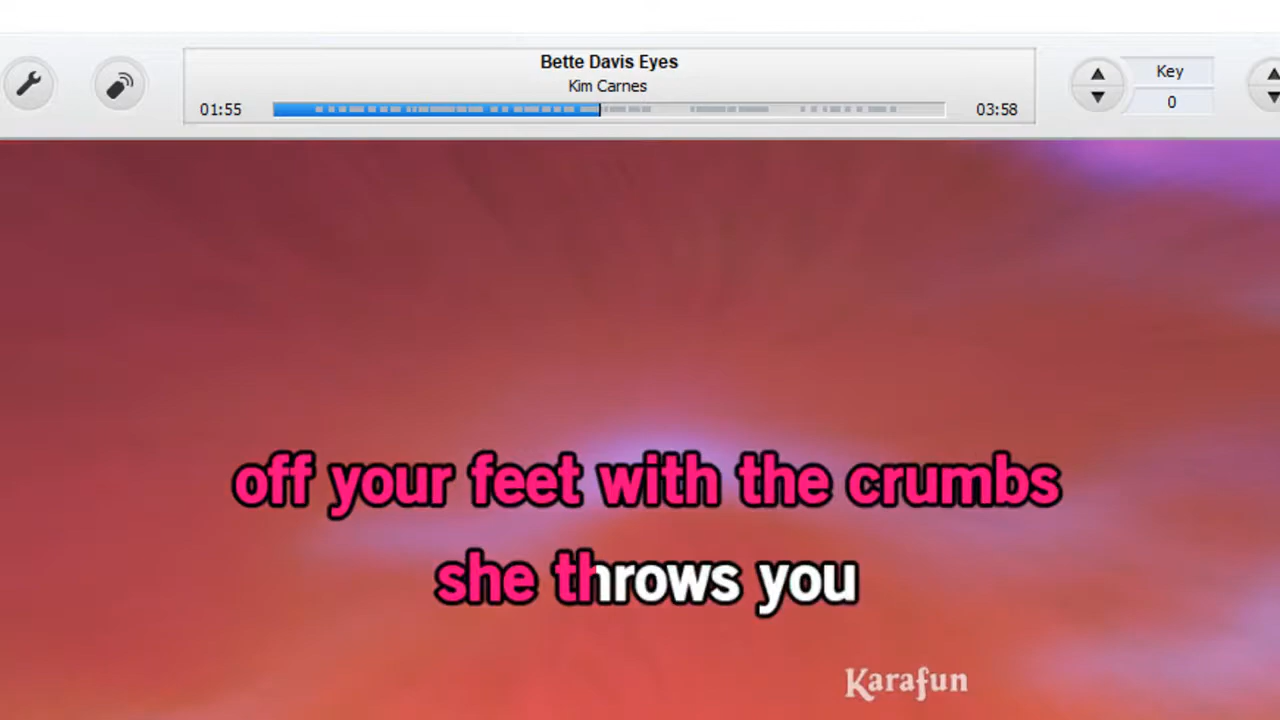 Bette Davis Eyes
Kim Carnes
01:55 03:58
Key
0
off your feet with the crumbs
she throws you
Karafun